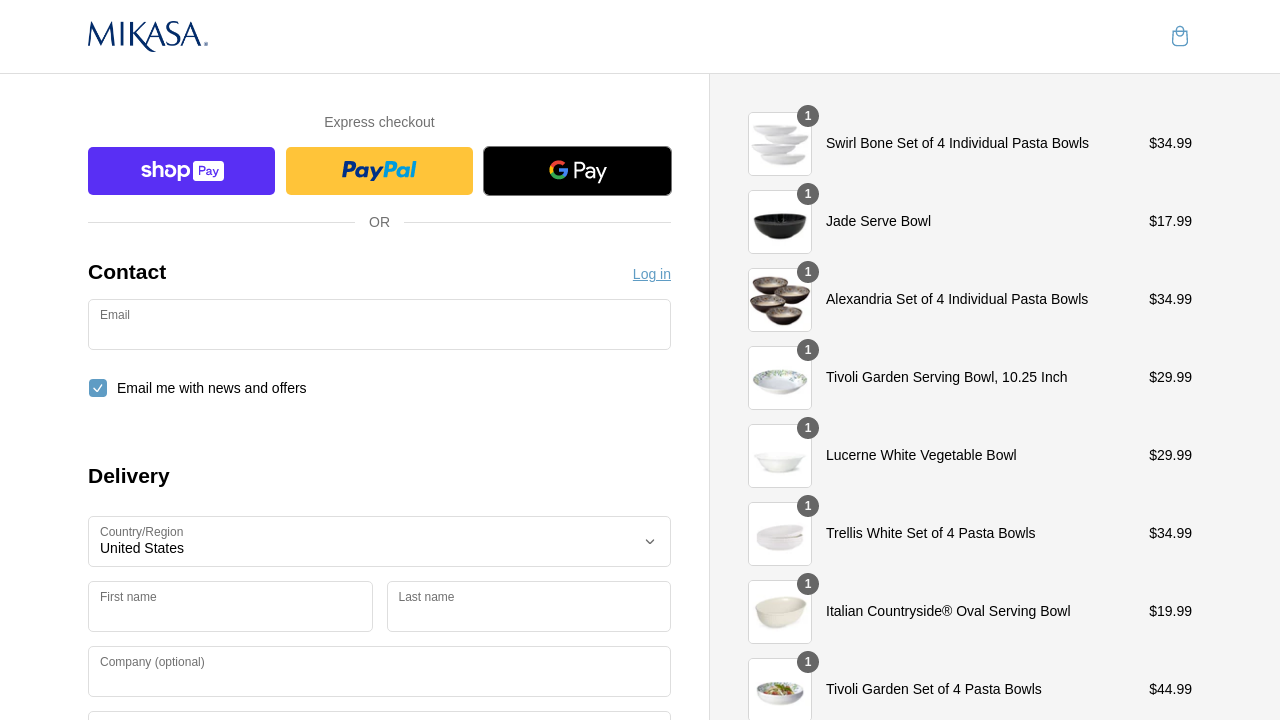 MIKASA®
Express checkout
shop Pay
PayPal
G Pay
OR
Contact
Log in
Email
Email me with news and offers
Delivery
Country/Region
United States
First name
Last name
Company (optional)
1
Swirl Bone Set of 4 Individual Pasta Bowls $34.99
1
Jade Serve Bowl $17.99
1
Alexandria Set of 4 Individual Pasta Bowls $34.99
1
Tivoli Garden Serving Bowl, 10.25 Inch $29.99
1
Lucerne White Vegetable Bowl $29.99
1
Trellis White Set of 4 Pasta Bowls $34.99
1
Italian Countryside® Oval Serving Bowl $19.99
1
Tivoli Garden Set of 4 Pasta Bowls $44.99